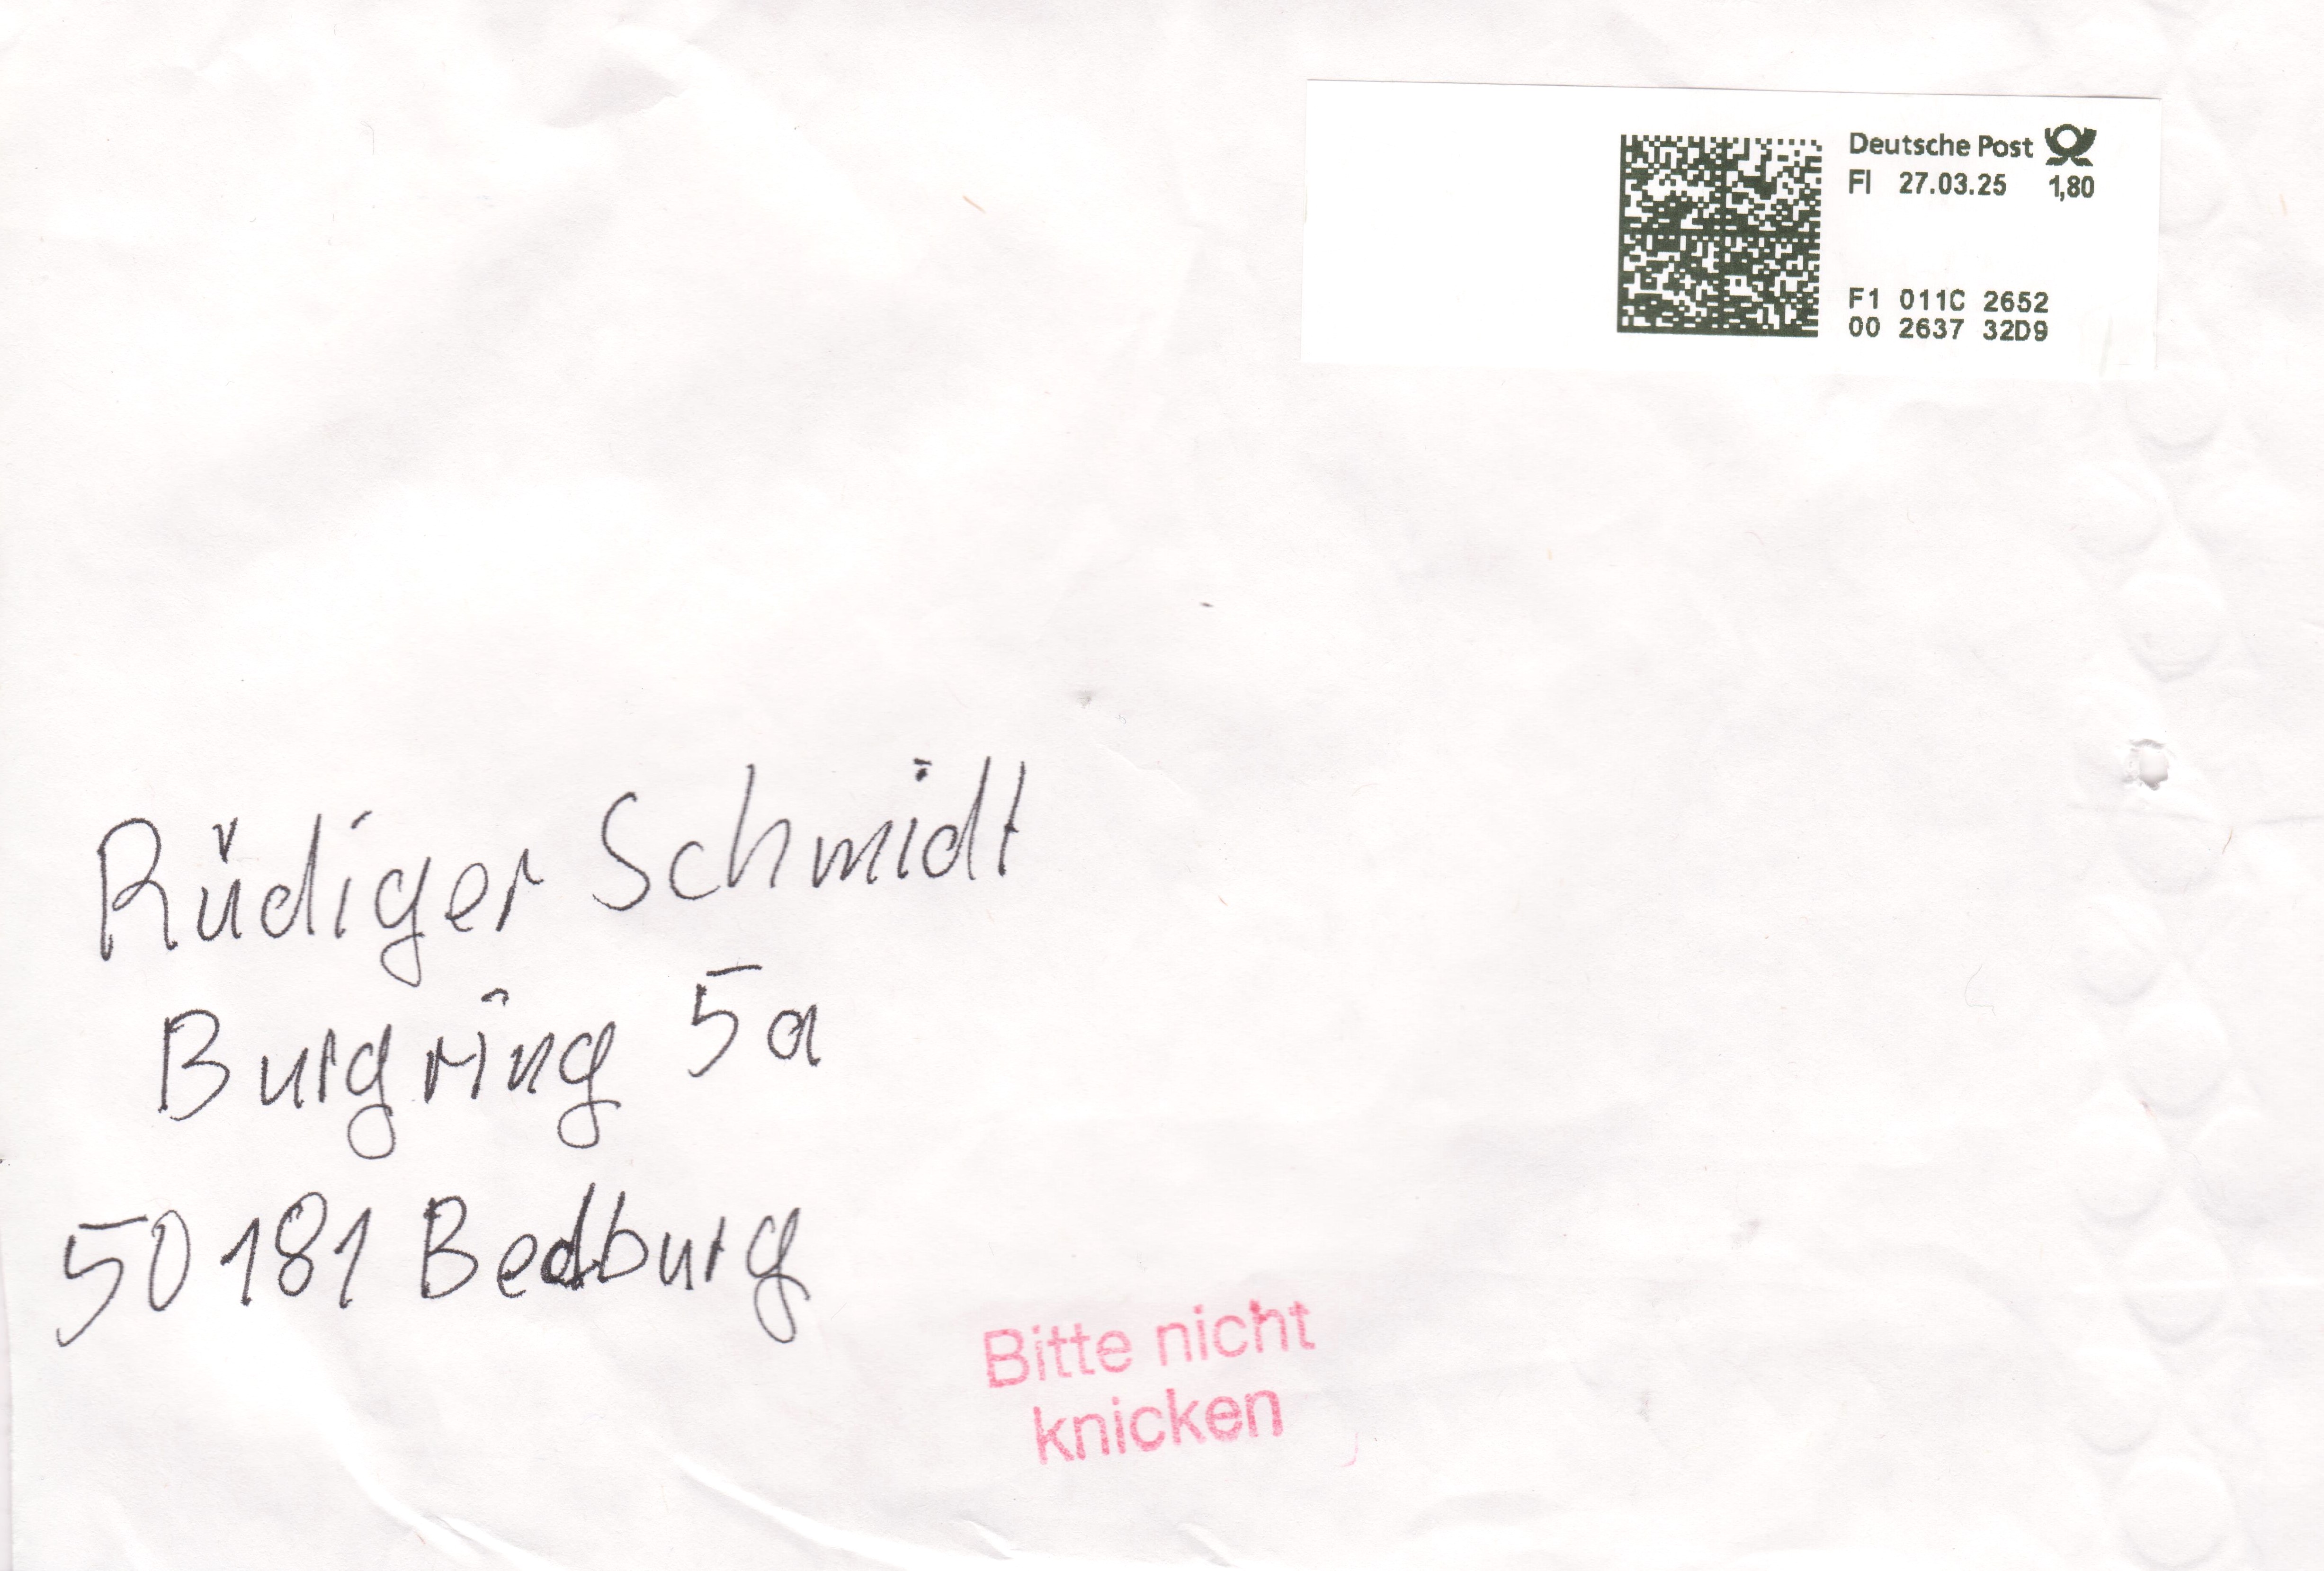 Deutsche Post
FI 27.03.25 1,80
F1 011C 2652
00 2637 32D9
Rüdiger Schmidt
Burgring 5a
50181 Bedburg
Bitte nicht
knicken